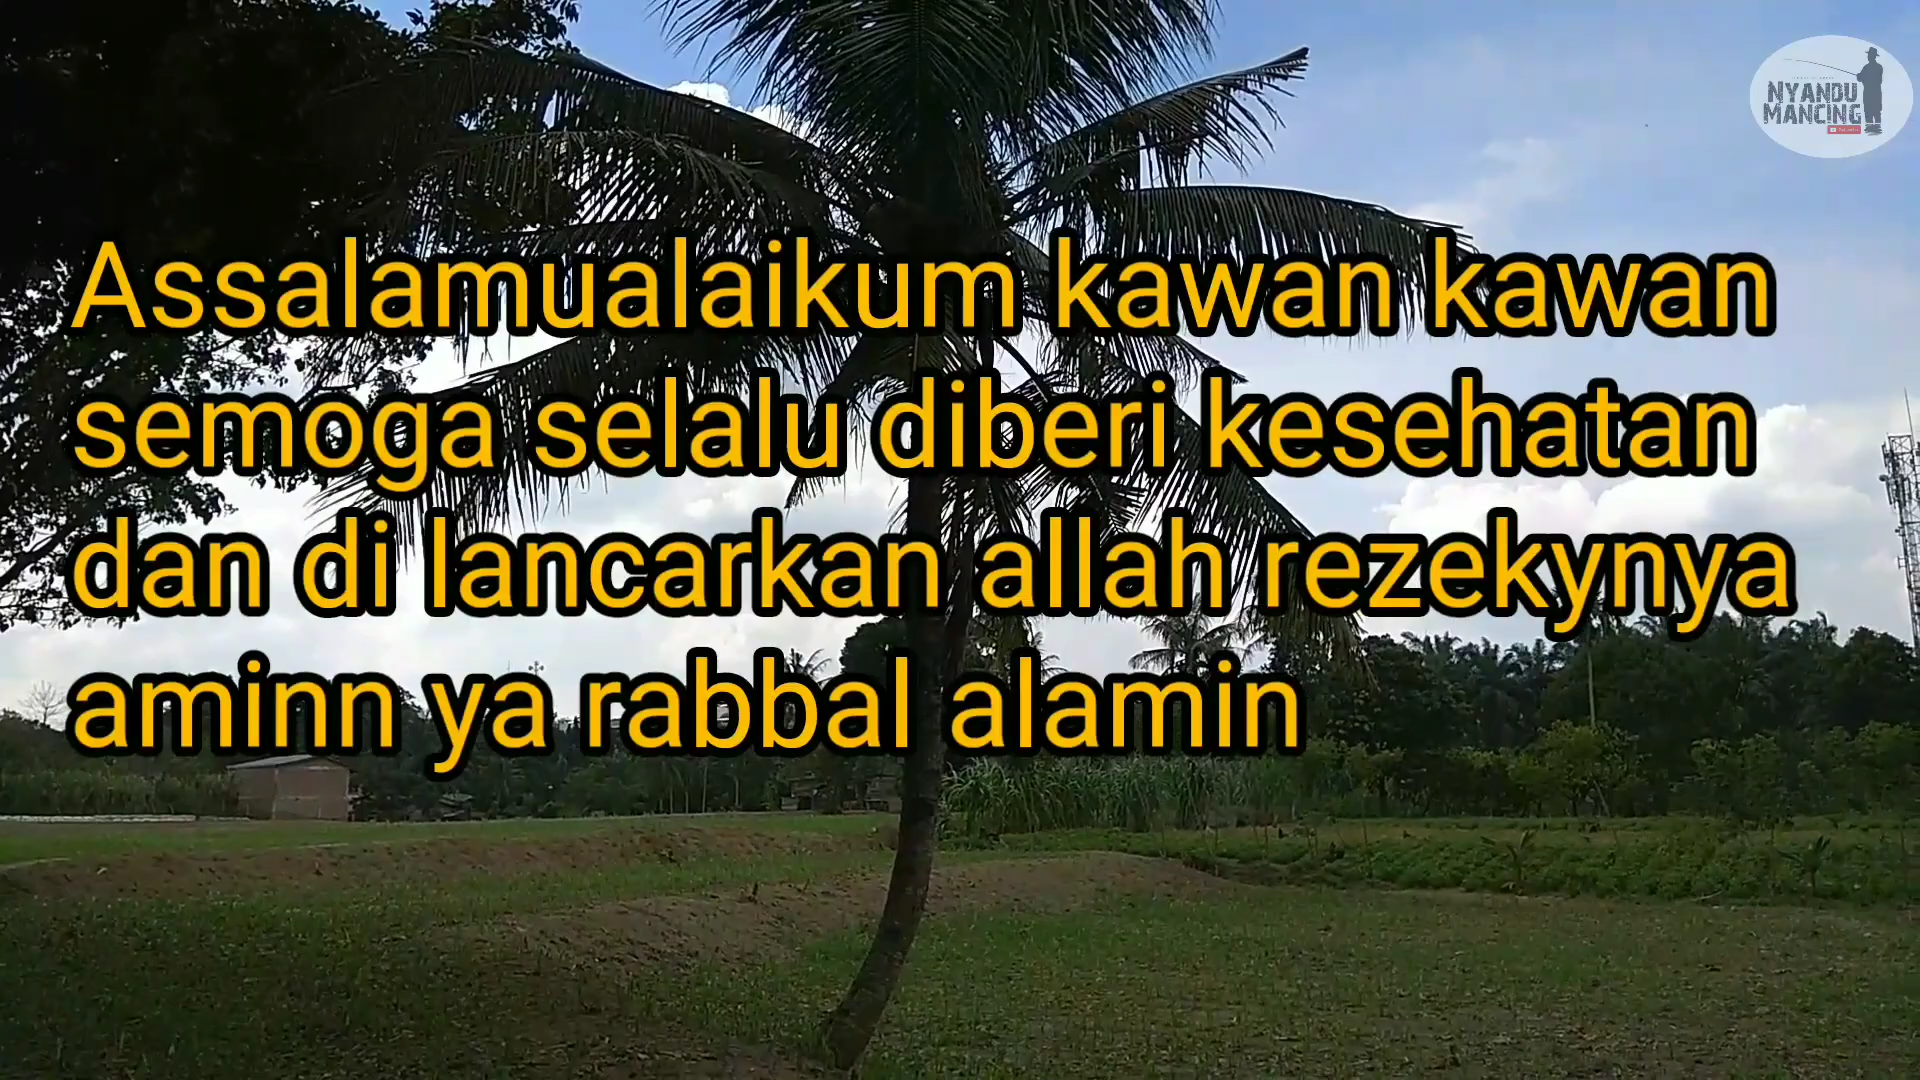 NYANDU
MANCING
Assalamualaikum kawan kawan
semoga selalu diberi kesehatan
dan di lancarkan allah rezekynya
aminn ya rabbal alamin